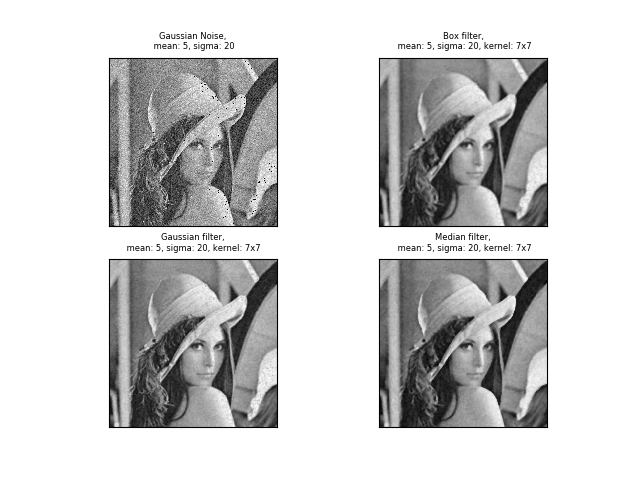 Gaussian Noise,
mean: 5, sigma: 20
Box filter,
mean: 5, sigma: 20, kernel: 7x7
Gaussian filter,
mean: 5, sigma: 20, kernel: 7x7
Median filter,
mean: 5, sigma: 20, kernel: 7x7